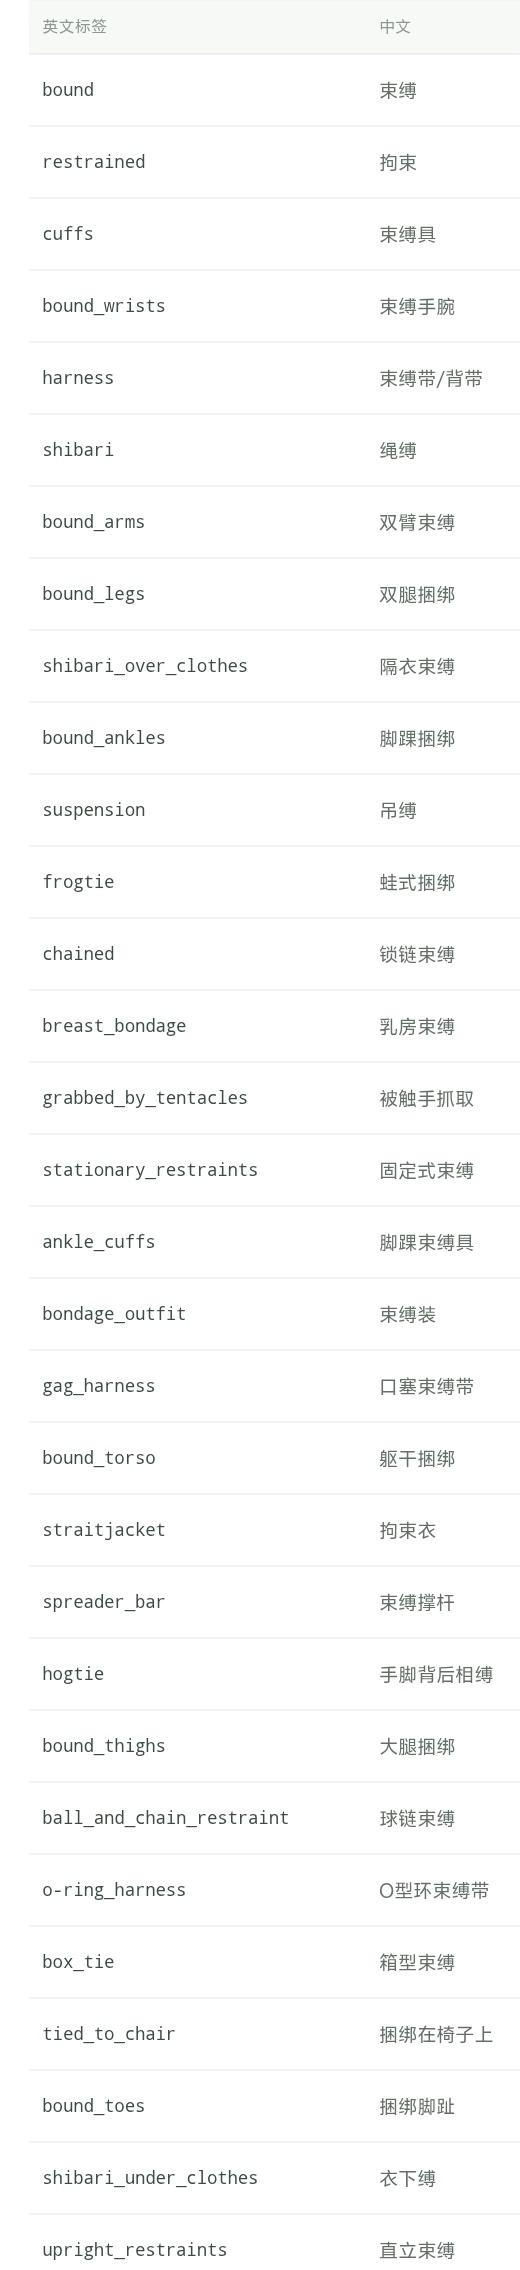 英文标签 中文
bound 束缚
restrained 拘束
cuffs 束缚具
bound_wrists 束缚手腕
harness 束缚带/背带
shibari 绳缚
bound_arms 双臂束缚
bound_legs 双腿捆绑
shibari_over_clothes 隔衣束缚
bound_ankles 脚踝捆绑
suspension 吊缚
frogtie 蛙式捆绑
chained 锁链束缚
breast_bondage 乳房束缚
grabbed_by_tentacles 被触手抓取
stationary_restraints 固定式束缚
ankle_cuffs 脚踝束缚具
bondage_outfit 束缚装
gag_harness 口塞束缚带
bound_torso 躯干捆绑
straitjacket 拘束衣
spreader_bar 束缚撑杆
hogtie 手脚背后相缚
bound_thighs 大腿捆绑
ball_and_chain_restraint 球链束缚
o-ring_harness O型环束缚带
box_tie 箱型束缚
tied_to_chair 捆绑在椅子上
bound_toes 捆绑脚趾
shibari_under_clothes 衣下缚
upright_restraints 直立束缚